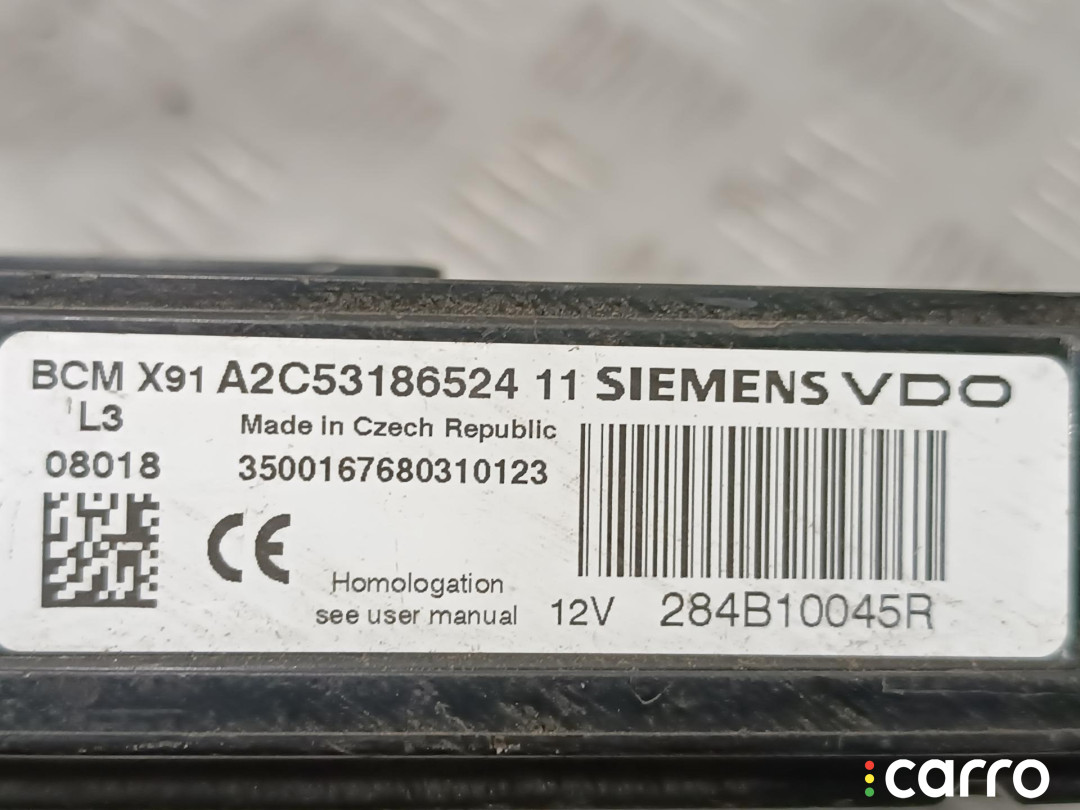 BCM X91 A2C53186524 11 SIEMENS VDO
L3
Made in Czech Republic
08018
3500167680310123
CE
Homologation
see user manual
12V
284B10045R
carro